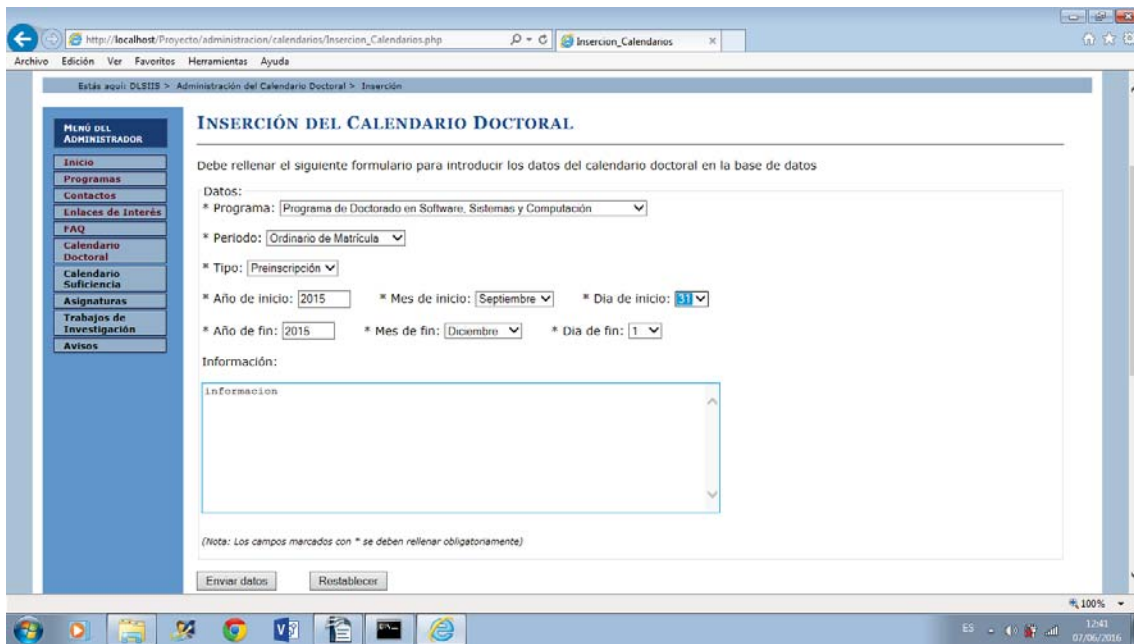 http://localhost/Proyecto/administracion/calendarios/Insercion_Calendarios.php
Insercion_Calendarios
Archivo Edición Ver Favoritos Herramientas Ayuda
Estás aquí: DLSIIS > Administración del Calendario Doctoral > Inserción
MENÚ DEL
ADMINISTRADOR
Inicio
Programas
Contactos
Enlaces de Interés
FAQ
Calendario
Doctoral
Calendario
Suficiencia
Asignaturas
Trabajos de
Investigación
Avisos
INSERCIÓN DEL CALENDARIO DOCTORAL
Debe rellenar el siguiente formulario para introducir los datos del calendario doctoral en la base de datos
Datos:
* Programa: Programa de Doctorado en Software, Sistemas y Computación
* Periodo: Ordinario de Matrícula
* Tipo: Preinscripción
* Año de inicio: 2015 * Mes de inicio: Septiembre * Dia de inicio: 31
* Año de fin: 2015 * Mes de fin: Diciembre * Dia de fin: 1
Información:
informacion
(Nota: Los campos marcados con * se deben rellenar obligatoriamente)
Enviar datos Restablecer
100%
ES 12:41
07/06/2016